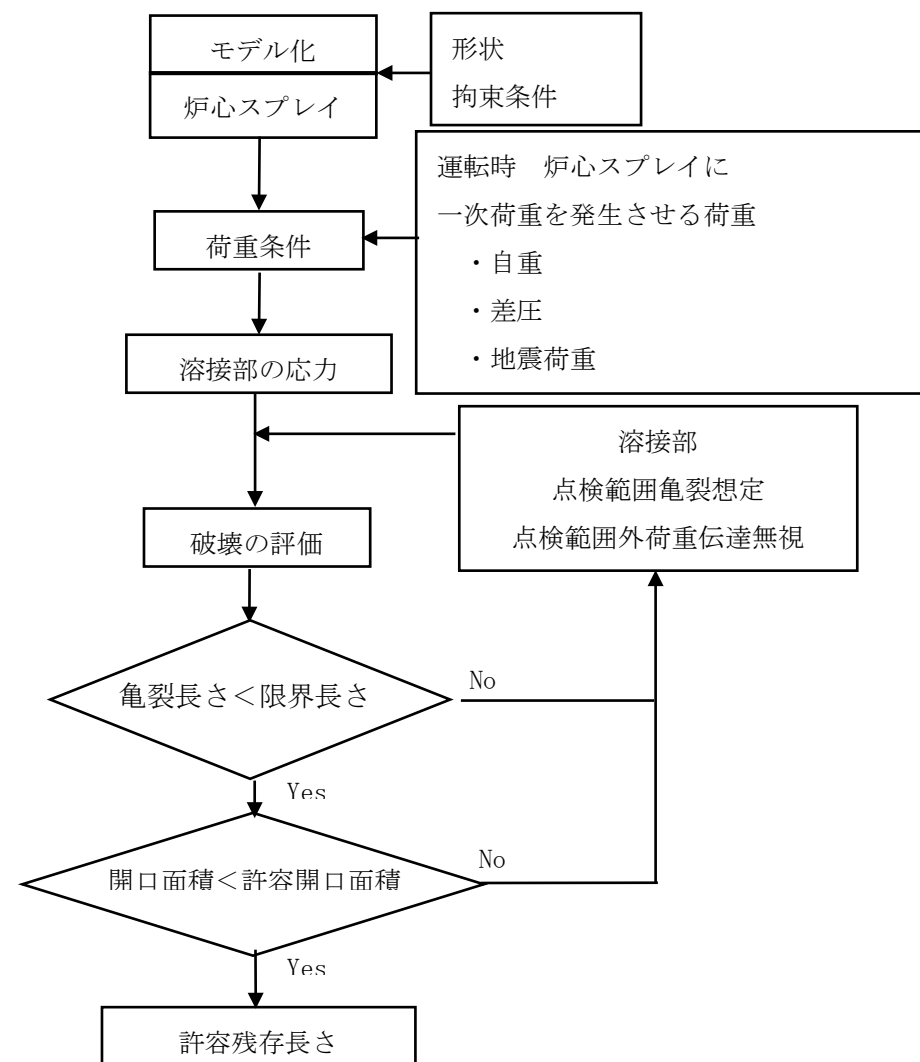 モデル化
炉心スプレイ
形状
拘束条件
運転時　炉心スプレイに
一次荷重を発生させる荷重
・自重
・差圧
・地震荷重
荷重条件
溶接部の応力
溶接部
点検範囲亀裂想定
点検範囲外荷重伝達無視
破壊の評価
亀裂長さ＜限界長さ
No
Yes
開口面積＜許容開口面積
No
Yes
許容残存長さ